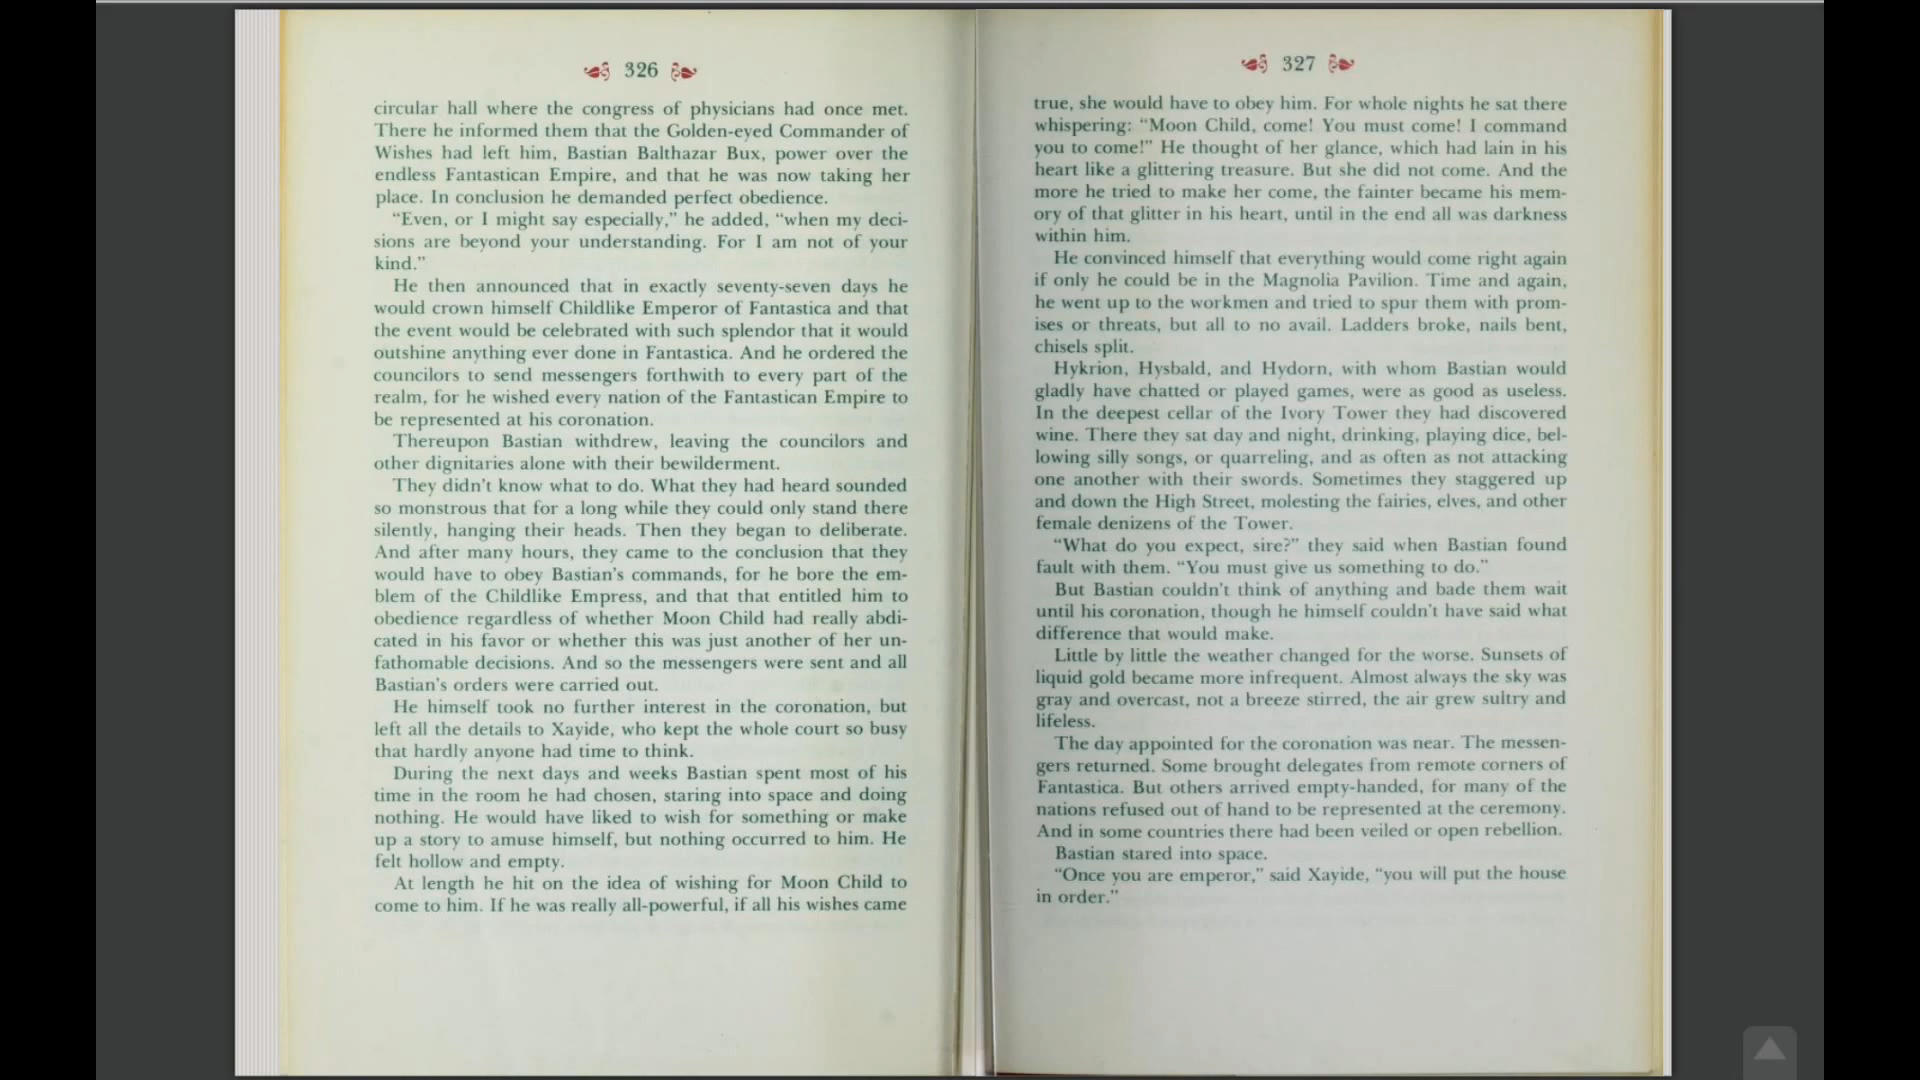 326
circular hall where the congress of physicians had once met.
There he informed them that the Golden-eyed Commander of
Wishes had left him, Bastian Balthazar Bux, power over the
endless Fantastican Empire, and that he was now taking her
place. In conclusion he demanded perfect obedience.
“Even, or I might say especially,” he added, “when my deci-
sions are beyond your understanding. For I am not of your
kind.”
He then announced that in exactly seventy-seven days he
would crown himself Childlike Emperor of Fantastica and that
the event would be celebrated with such splendor that it would
outshine anything ever done in Fantastica. And he ordered the
councilors to send messengers forthwith to every part of the
realm, for he wished every nation of the Fantastican Empire to
be represented at his coronation.
Thereupon Bastian withdrew, leaving the councilors and
other dignitaries alone with their bewilderment.
They didn’t know what to do. What they had heard sounded
so monstrous that for a long while they could only stand there
silently, hanging their heads. Then they began to deliberate.
And after many hours, they came to the conclusion that they
would have to obey Bastian’s commands, for he bore the em-
blem of the Childlike Empress, and that that entitled him to
obedience regardless of whether Moon Child had really abdi-
cated in his favor or whether this was just another of her un-
fathomable decisions. And so the messengers were sent and all
Bastian’s orders were carried out.
He himself took no further interest in the coronation, but
left all the details to Xayide, who kept the whole court so busy
that hardly anyone had time to think.
During the next days and weeks Bastian spent most of his
time in the room he had chosen, staring into space and doing
nothing. He would have liked to wish for something or make
up a story to amuse himself, but nothing occurred to him. He
felt hollow and empty.
At length he hit on the idea of wishing for Moon Child to
come to him. If he was really all-powerful, if all his wishes came
327
true, she would have to obey him. For whole nights he sat there
whispering: “Moon Child, come! You must come! I command
you to come!” He thought of her glance, which had lain in his
heart like a glittering treasure. But she did not come. And the
more he tried to make her come, the fainter became his mem-
ory of that glitter in his heart, until in the end all was darkness
within him.
He convinced himself that everything would come right again
if only he could be in the Magnolia Pavilion. Time and again,
he went up to the workmen and tried to spur them with prom-
ises or threats, but all to no avail. Ladders broke, nails bent,
chisels split.
Hykrion, Hysbald, and Hydorn, with whom Bastian would
gladly have chatted or played games, were as good as useless.
In the deepest cellar of the Ivory Tower they had discovered
wine. There they sat day and night, drinking, playing dice, bel-
lowing silly songs, or quarreling, and as often as not attacking
one another with their swords. Sometimes they staggered up
and down the High Street, molesting the fairies, elves, and other
female denizens of the Tower.
“What do you expect, sire?” they said when Bastian found
fault with them. “You must give us something to do.”
But Bastian couldn’t think of anything and bade them wait
until his coronation, though he himself couldn’t have said what
difference that would make.
Little by little the weather changed for the worse. Sunsets of
liquid gold became more infrequent. Almost always the sky was
gray and overcast, not a breeze stirred, the air grew sultry and
lifeless.
The day appointed for the coronation was near. The messen-
gers returned. Some brought delegates from remote corners of
Fantastica. But others arrived empty-handed, for many of the
nations refused out of hand to be represented at the ceremony.
And in some countries there had been veiled or open rebellion.
Bastian stared into space.
“Once you are emperor,” said Xayide, “you will put the house
in order.”